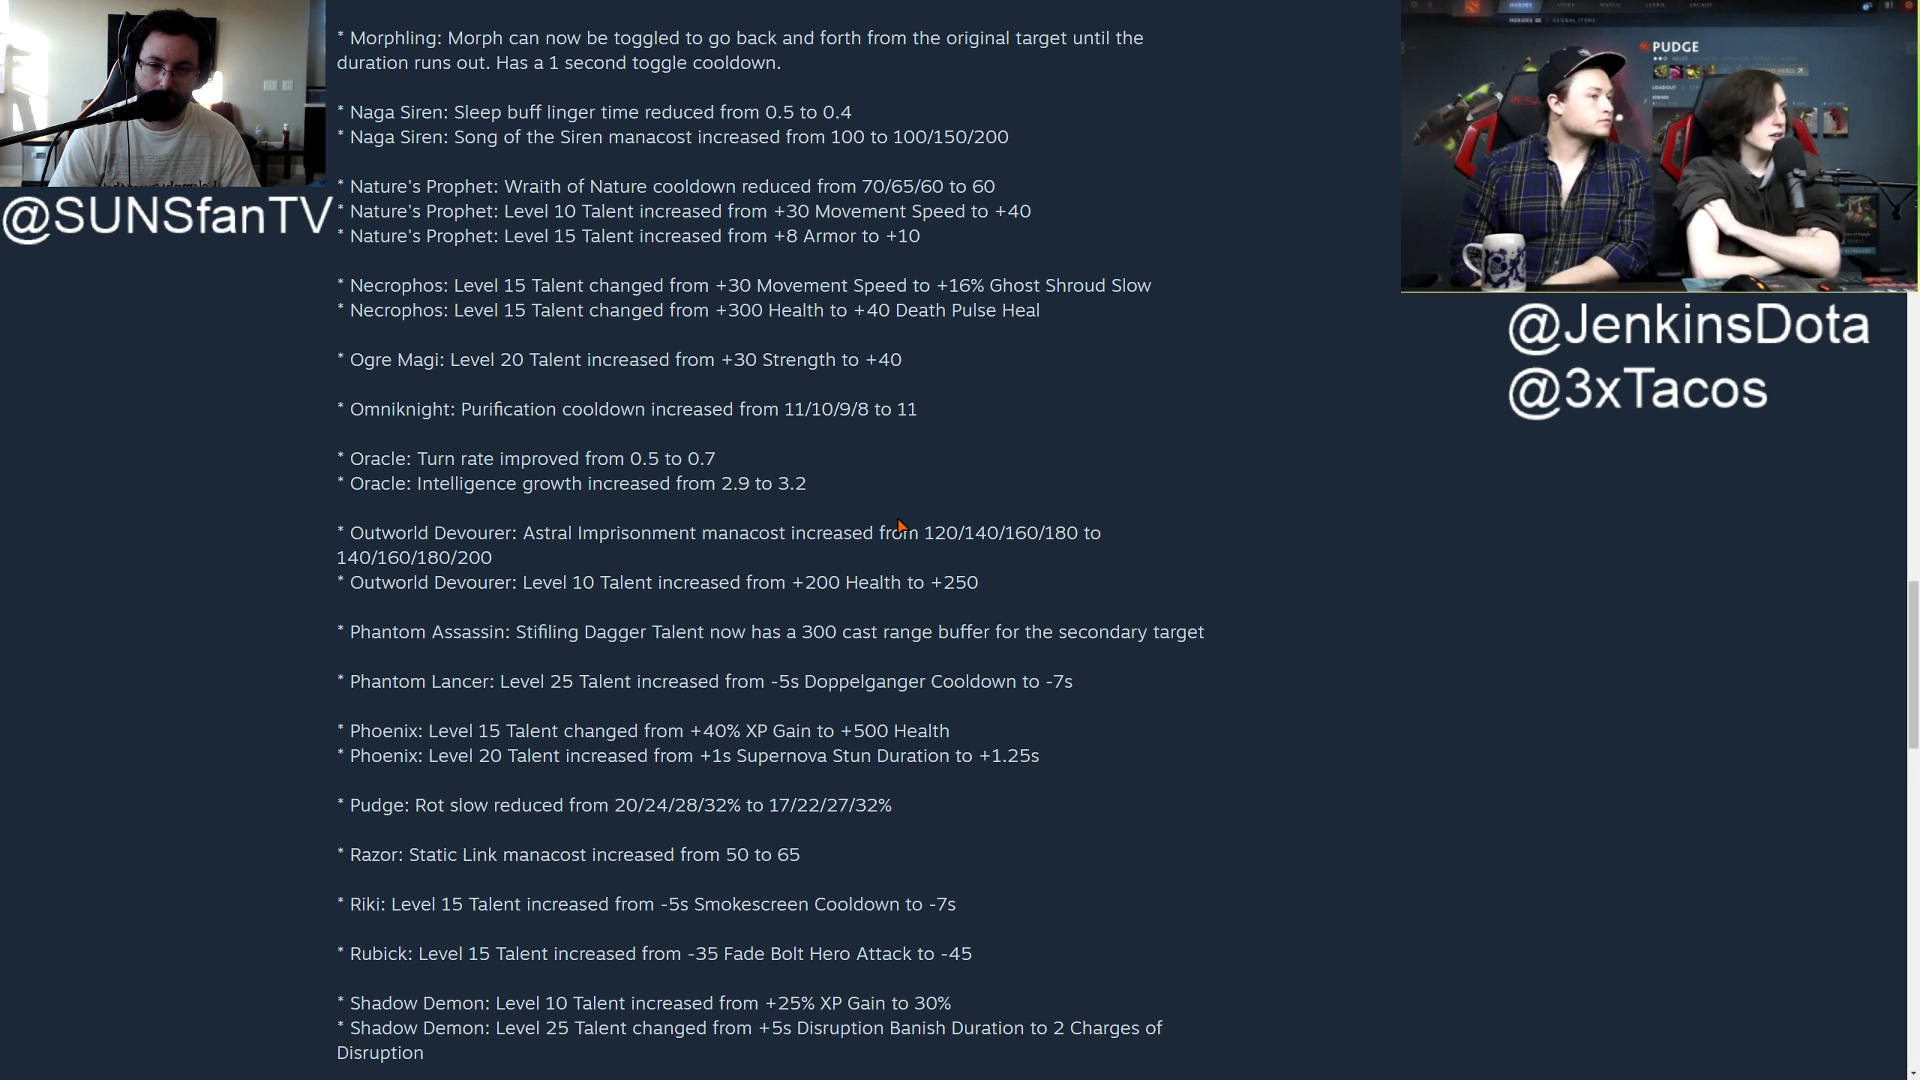 * Morphling: Morph can now be toggled to go back and forth from the original target until the
duration runs out. Has a 1 second toggle cooldown.
* Naga Siren: Sleep buff linger time reduced from 0.5 to 0.4
* Naga Siren: Song of the Siren manacost increased from 100 to 100/150/200
* Nature's Prophet: Wraith of Nature cooldown reduced from 70/65/60 to 60
* Nature's Prophet: Level 10 Talent increased from +30 Movement Speed to +40
* Nature's Prophet: Level 15 Talent increased from +8 Armor to +10
* Necrophos: Level 15 Talent changed from +30 Movement Speed to +16% Ghost Shroud Slow
* Necrophos: Level 15 Talent changed from +300 Health to +40 Death Pulse Heal
* Ogre Magi: Level 20 Talent increased from +30 Strength to +40
* Omniknight: Purification cooldown increased from 11/10/9/8 to 11
* Oracle: Turn rate improved from 0.5 to 0.7
* Oracle: Intelligence growth increased from 2.9 to 3.2
* Outworld Devourer: Astral Imprisonment manacost increased from 120/140/160/180 to
140/160/180/200
* Outworld Devourer: Level 10 Talent increased from +200 Health to +250
* Phantom Assassin: Stifiling Dagger Talent now has a 300 cast range buffer for the secondary target
* Phantom Lancer: Level 25 Talent increased from -5s Doppelganger Cooldown to -7s
* Phoenix: Level 15 Talent changed from +40% XP Gain to +500 Health
* Phoenix: Level 20 Talent increased from +1s Supernova Stun Duration to +1.25s
* Pudge: Rot slow reduced from 20/24/28/32% to 17/22/27/32%
* Razor: Static Link manacost increased from 50 to 65
* Riki: Level 15 Talent increased from -5s Smokescreen Cooldown to -7s
* Rubick: Level 15 Talent increased from -35 Fade Bolt Hero Attack to -45
* Shadow Demon: Level 10 Talent increased from +25% XP Gain to 30%
* Shadow Demon: Level 25 Talent changed from +5s Disruption Banish Duration to 2 Charges of
Disruption
@SUNSfanTV
HEROES
GLOBAL ITEMS
PUDGE
@JenkinsDota
@3xTacos